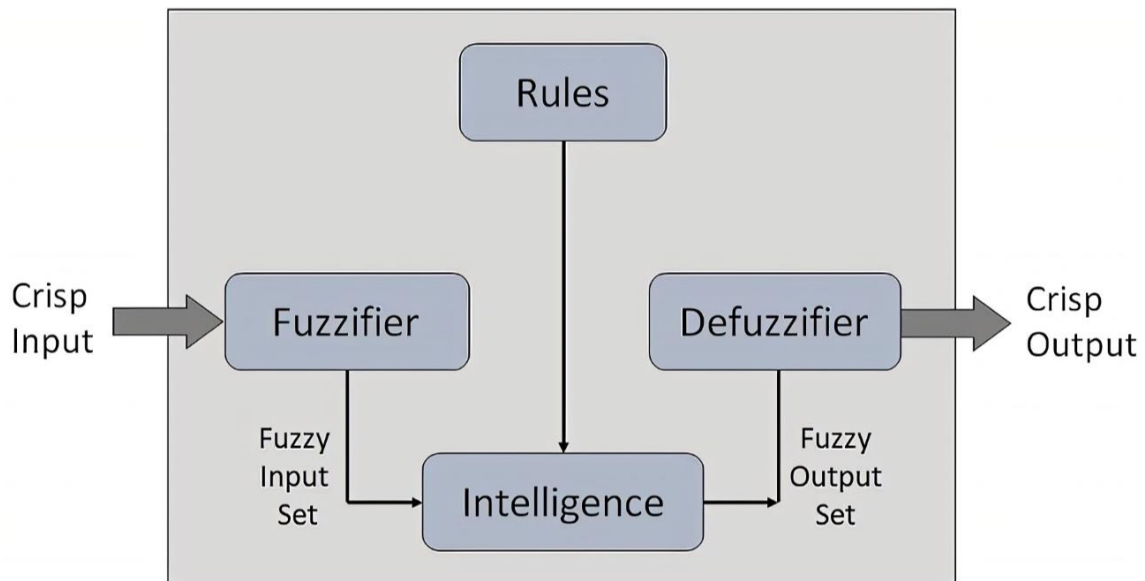 Rules
Crisp
Input
Fuzzifier
Defuzzifier
Crisp
Output
Fuzzy
Input
Set
Intelligence
Fuzzy
Output
Set